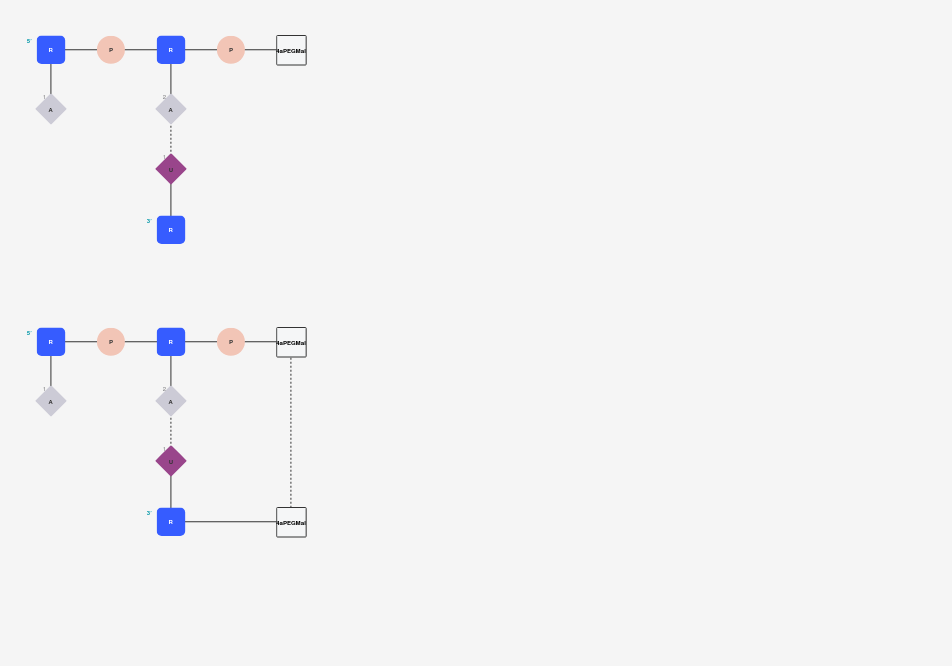 5' R P R P 4aPEGMal
1 A 2 A
1 U
3' R
5' R P R P 4aPEGMal
1 A 2 A
1 U
3' R 4aPEGMal